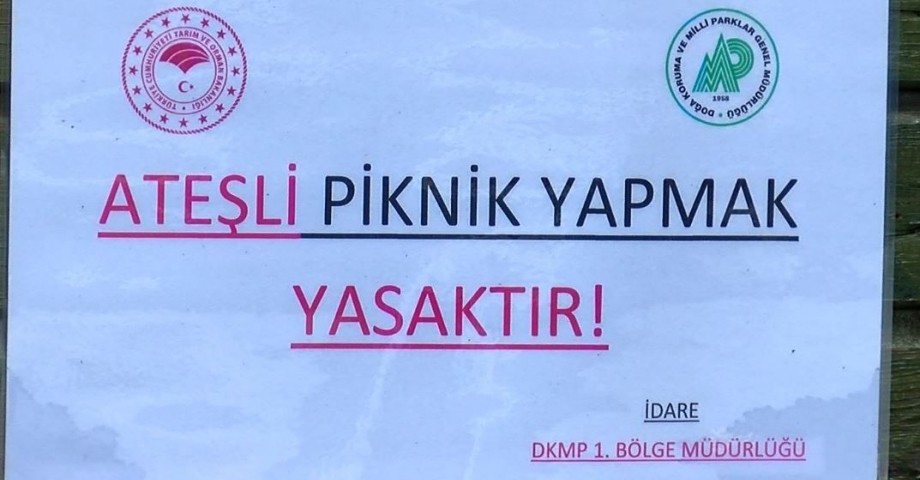 TÜRKİYE CUMHURİYETİ TARIM VE ORMAN BAKANLIĞI
DOĞA KORUMA VE MİLLİ PARKLAR GENEL MÜDÜRLÜĞÜ
MP
1958
ATEŞLİ PİKNİK YAPMAK
YASAKTIR!
İDARE
DKMP 1. BÖLGE MÜDÜRLÜĞÜ